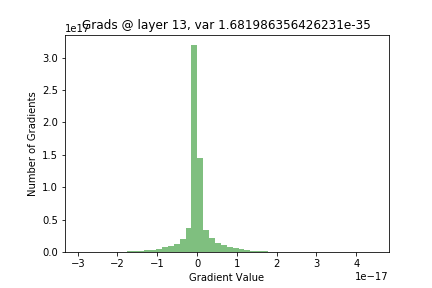 1e17
Grads @ layer 13, var 1.681986356426231e-35
3.0
2.5
2.0
1.5
1.0
0.5
0.0
Number of Gradients
−3 −2 −1 0 1 2 3 4
1e−17
Gradient Value